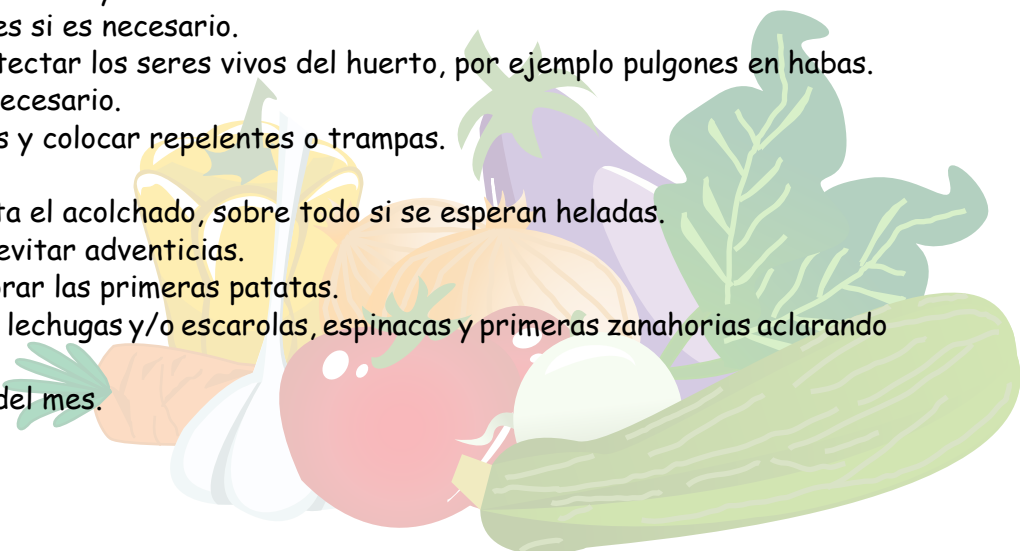 es si es necesario.
tectar los seres vivos del huerto, por ejemplo pulgones en habas.
ecesario.
s y colocar repelentes o trampas.
ta el acolchado, sobre todo si se esperan heladas.
evitar adventicias.
orar las primeras patatas.
lechugas y/o escarolas, espinacas y primeras zanahorias aclarando
del mes.